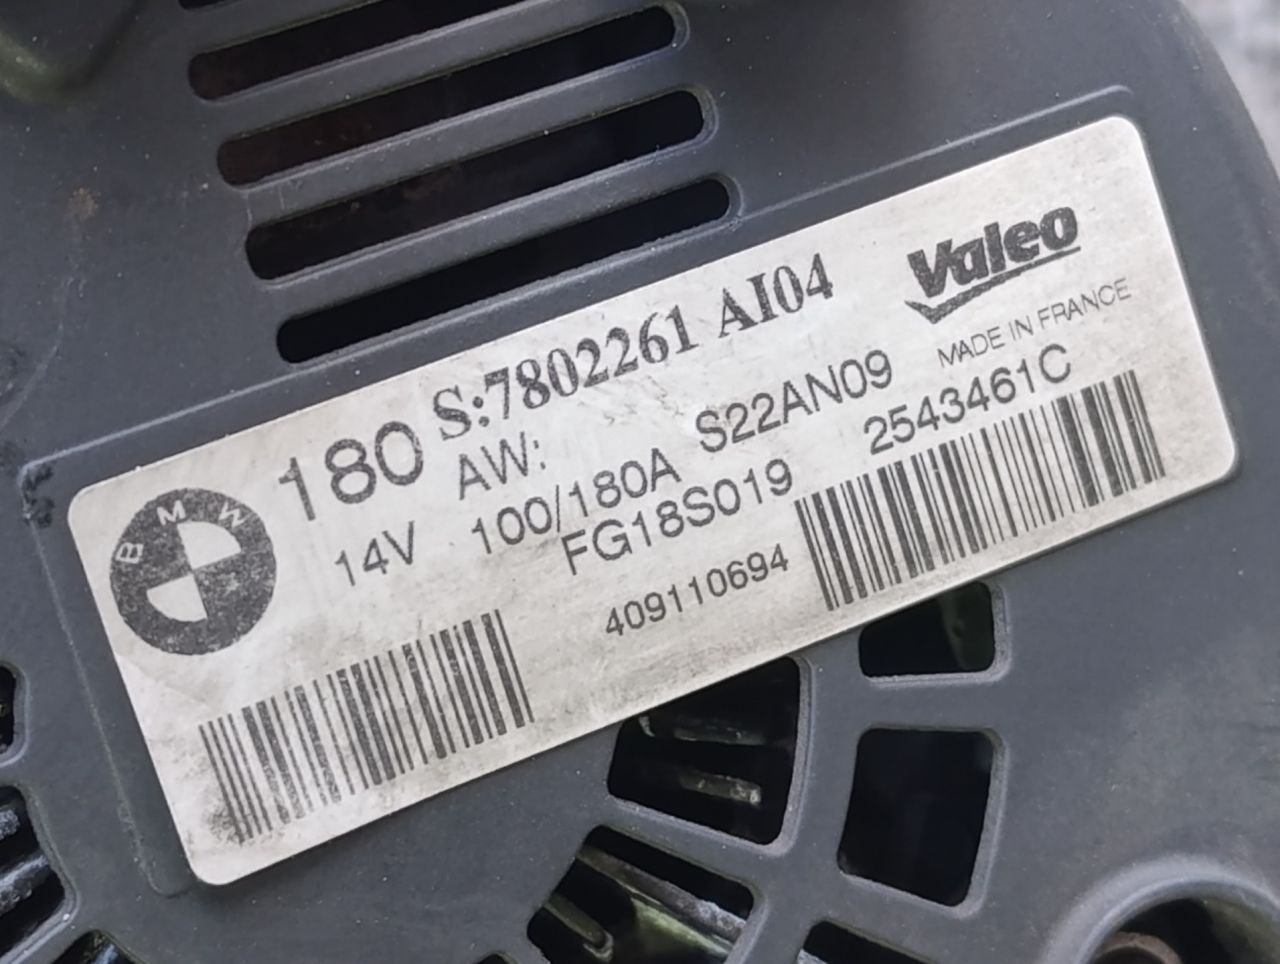 BMW
180 S:7802261 AI04
AW:
14V 100/180A S22AN09
FG18S019 2543461C
409110694
Valeo
MADE IN FRANCE